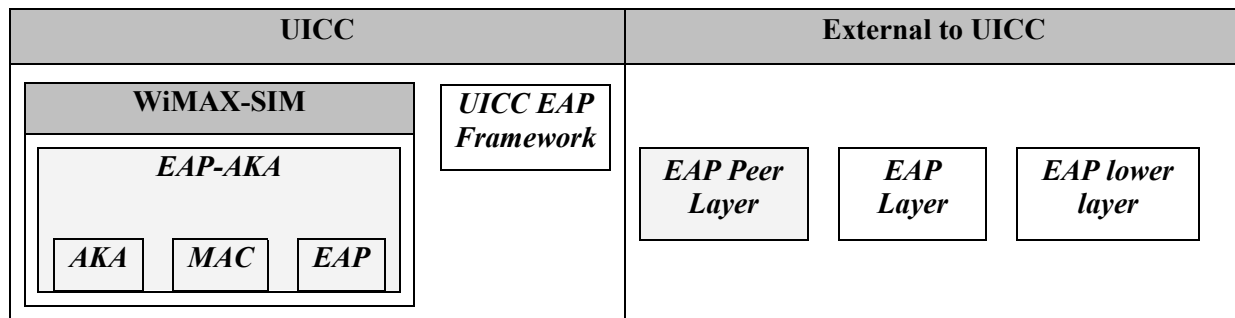 UICC
External to UICC
WiMAX-SIM
UICC EAP
Framework
EAP-AKA
AKA
MAC
EAP
EAP Peer
Layer
EAP
Layer
EAP lower
layer